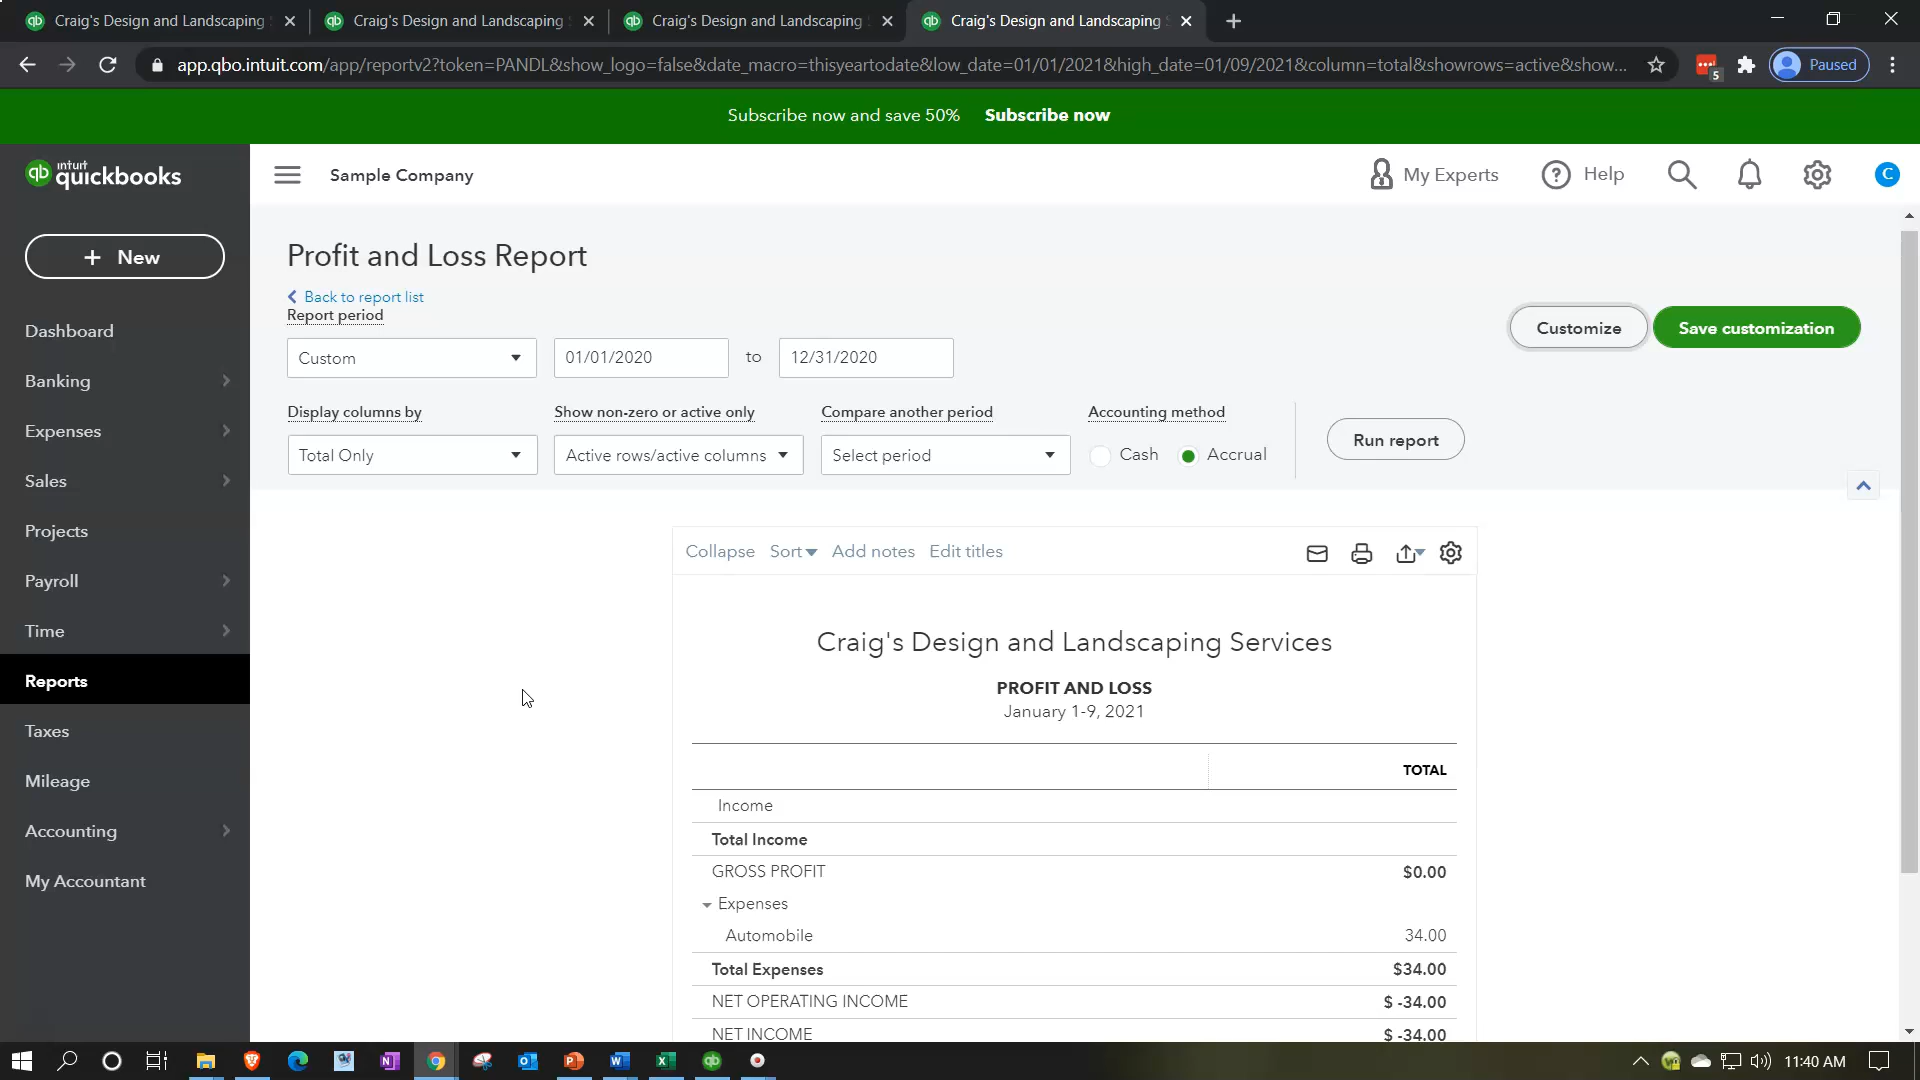 Craig's Design and Landscaping Craig's Design and Landscaping Craig's Design and Landscaping Craig's Design and Landscaping S
app.qbo.intuit.com/app/reportv2?token=PANDL&show_logo=false&date_macro=thisyeartodate&low_date=01/01/2021&high_date=01/09/2021&column=total&showrows=active&show... 5 Paused
Subscribe now and save 50% Subscribe now
qb intuit quickbooks
Sample Company
My Experts ? Help C
+ New
Dashboard
Banking
Expenses
Sales
Projects
Payroll
Time
Reports
Taxes
Mileage
Accounting
My Accountant
Profit and Loss Report
Back to report list
Report period
Custom 01/01/2020 to 12/31/2020
Customize Save customization
Display columns by Show non-zero or active only Compare another period Accounting method
Total Only Active rows/active columns Select period Cash Accrual Run report
Collapse Sort Add notes Edit titles
Craig's Design and Landscaping Services
PROFIT AND LOSS
January 1-9, 2021
TOTAL
Income
Total Income
GROSS PROFIT $0.00
Expenses
Automobile 34.00
Total Expenses $34.00
NET OPERATING INCOME $ -34.00
NET INCOME $ -34.00
11:40 AM